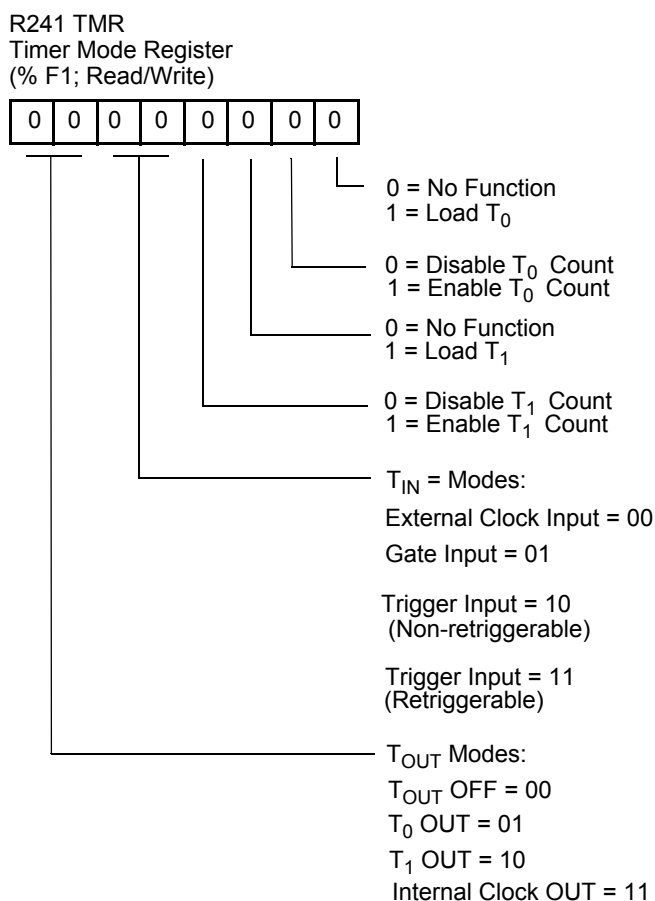 R241 TMR
Timer Mode Register
(% F1; Read/Write)
0 0 0 0 0 0 0 0
0 = No Function
1 = Load T0
0 = Disable T0 Count
1 = Enable T0 Count
0 = No Function
1 = Load T1
0 = Disable T1 Count
1 = Enable T1 Count
TIN = Modes:
External Clock Input = 00
Gate Input = 01
Trigger Input = 10
(Non-retriggerable)
Trigger Input = 11
(Retriggerable)
TOUT Modes:
TOUT OFF = 00
T0 OUT = 01
T1 OUT = 10
Internal Clock OUT = 11